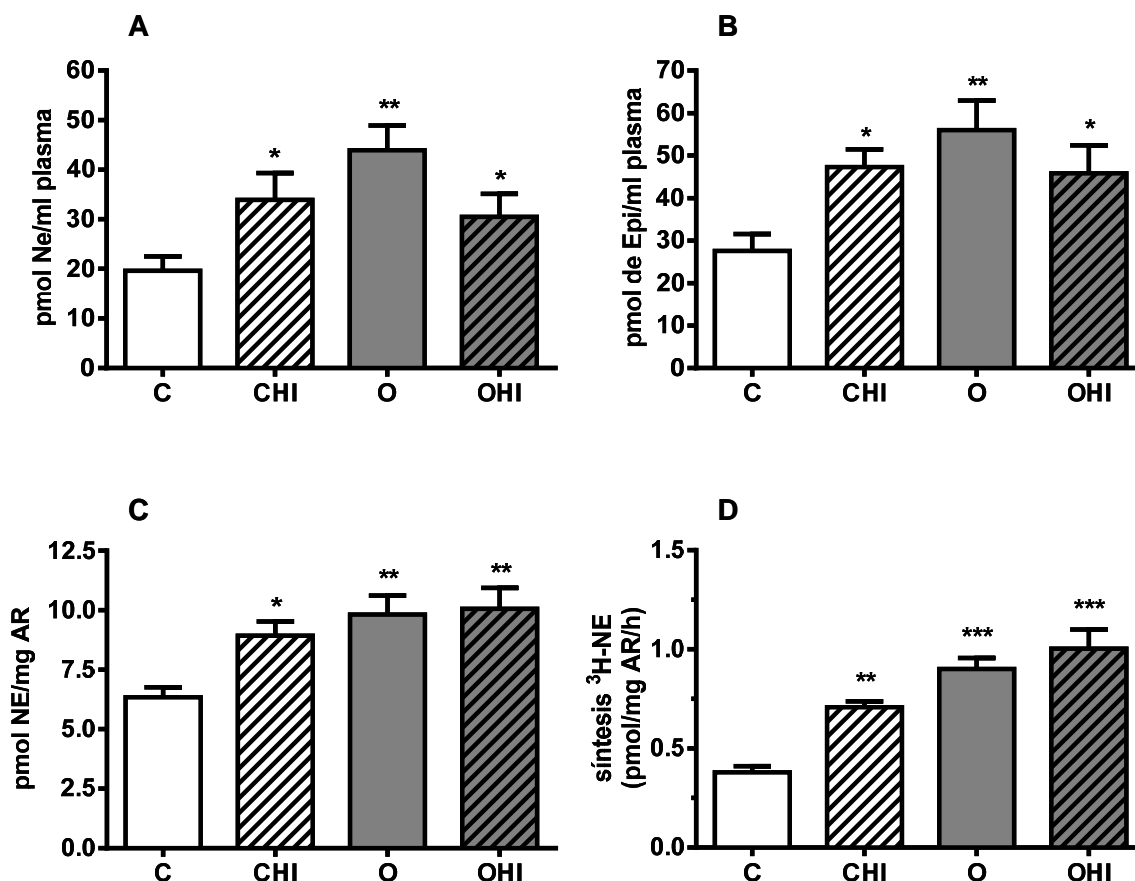 A
pmol Ne/ml plasma
60
50
40
30
20
10
0
*
**
*
C CHI O OHI
B
pmol de Epi/ml plasma
70
60
50
40
30
20
10
0
*
**
*
C CHI O OHI
C
pmol NE/mg AR
12.5
10.0
7.5
5.0
2.5
0.0
*
**
**
C CHI O OHI
D
síntesis ³H-NE
(pmol/mg AR/h)
1.5
1.0
0.5
0.0
**
***
***
C CHI O OHI